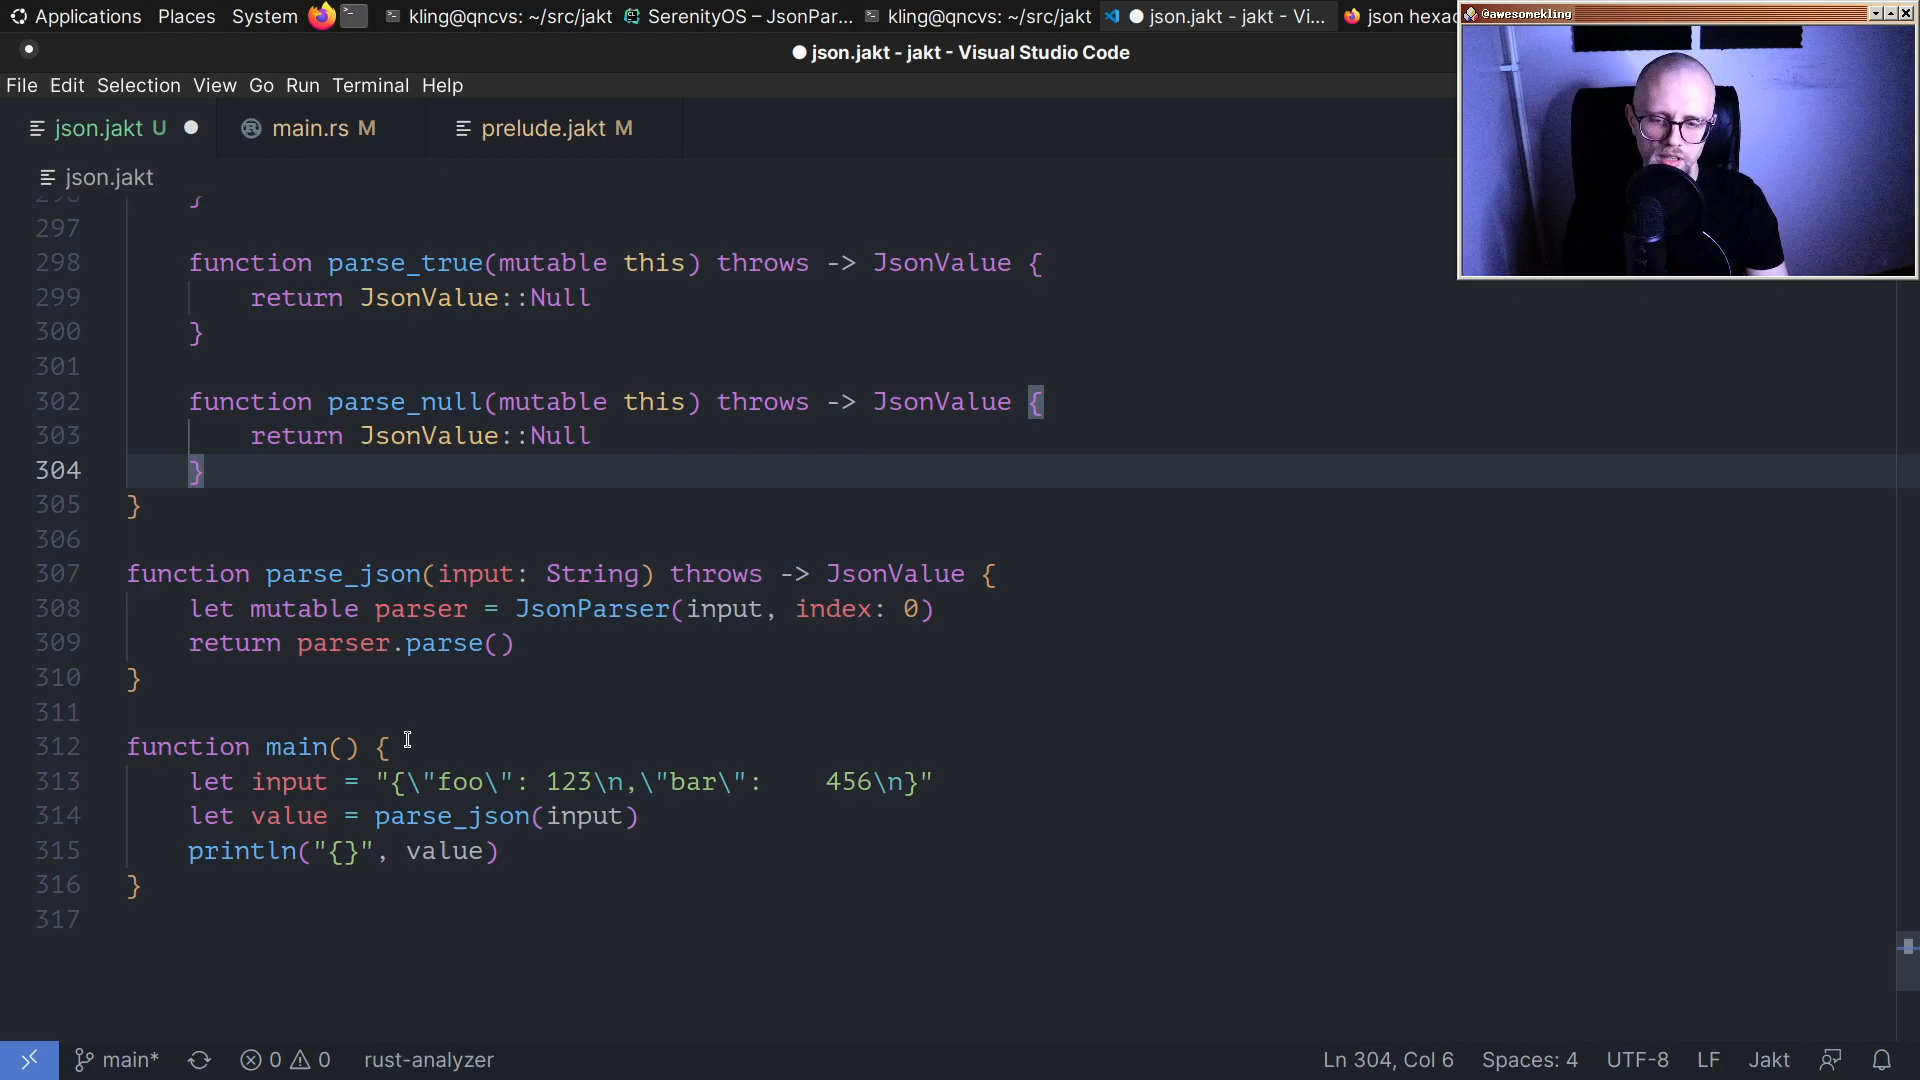 Applications Places System kling@qncvs: ~/src/jakt SerenityOS – JsonPar... kling@qncvs: ~/src/jakt json.jakt - jakt - Vi... json hexa
@awesomekling
json.jakt - jakt - Visual Studio Code
File Edit Selection View Go Run Terminal Help
json.jakt U main.rs M prelude.jakt M
json.jakt
296 }
297
298 function parse_true(mutable this) throws -> JsonValue {
299 return JsonValue::Null
300 }
301
302 function parse_null(mutable this) throws -> JsonValue {
303 return JsonValue::Null
304 }
305 }
306
307 function parse_json(input: String) throws -> JsonValue {
308 let mutable parser = JsonParser(input, index: 0)
309 return parser.parse()
310 }
311
312 function main() {
313 let input = "{\"foo\": 123\n,\"bar\":    456\n}"
314 let value = parse_json(input)
315 println("{}", value)
316 }
317
main* 0 0 rust-analyzer Ln 304, Col 6 Spaces: 4 UTF-8 LF Jakt